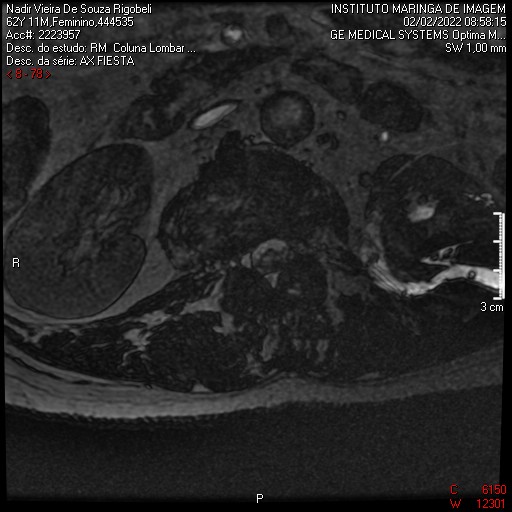 Nadir Vieira De Souza Rigobeli
INSTITUTO MARINGA DE IMAGEM
62Y 11M,Feminino,444535
02/02/2022 08:58:15
Acc#: 2223957
GE MEDICAL SYSTEMS Optima M...
Desc. do estudo: RM Coluna Lombar ...
SW 1,00 mm
Desc. da série: AX FIESTA
< 8 - 78 >
R
3 cm
P
C 6150
W 12301